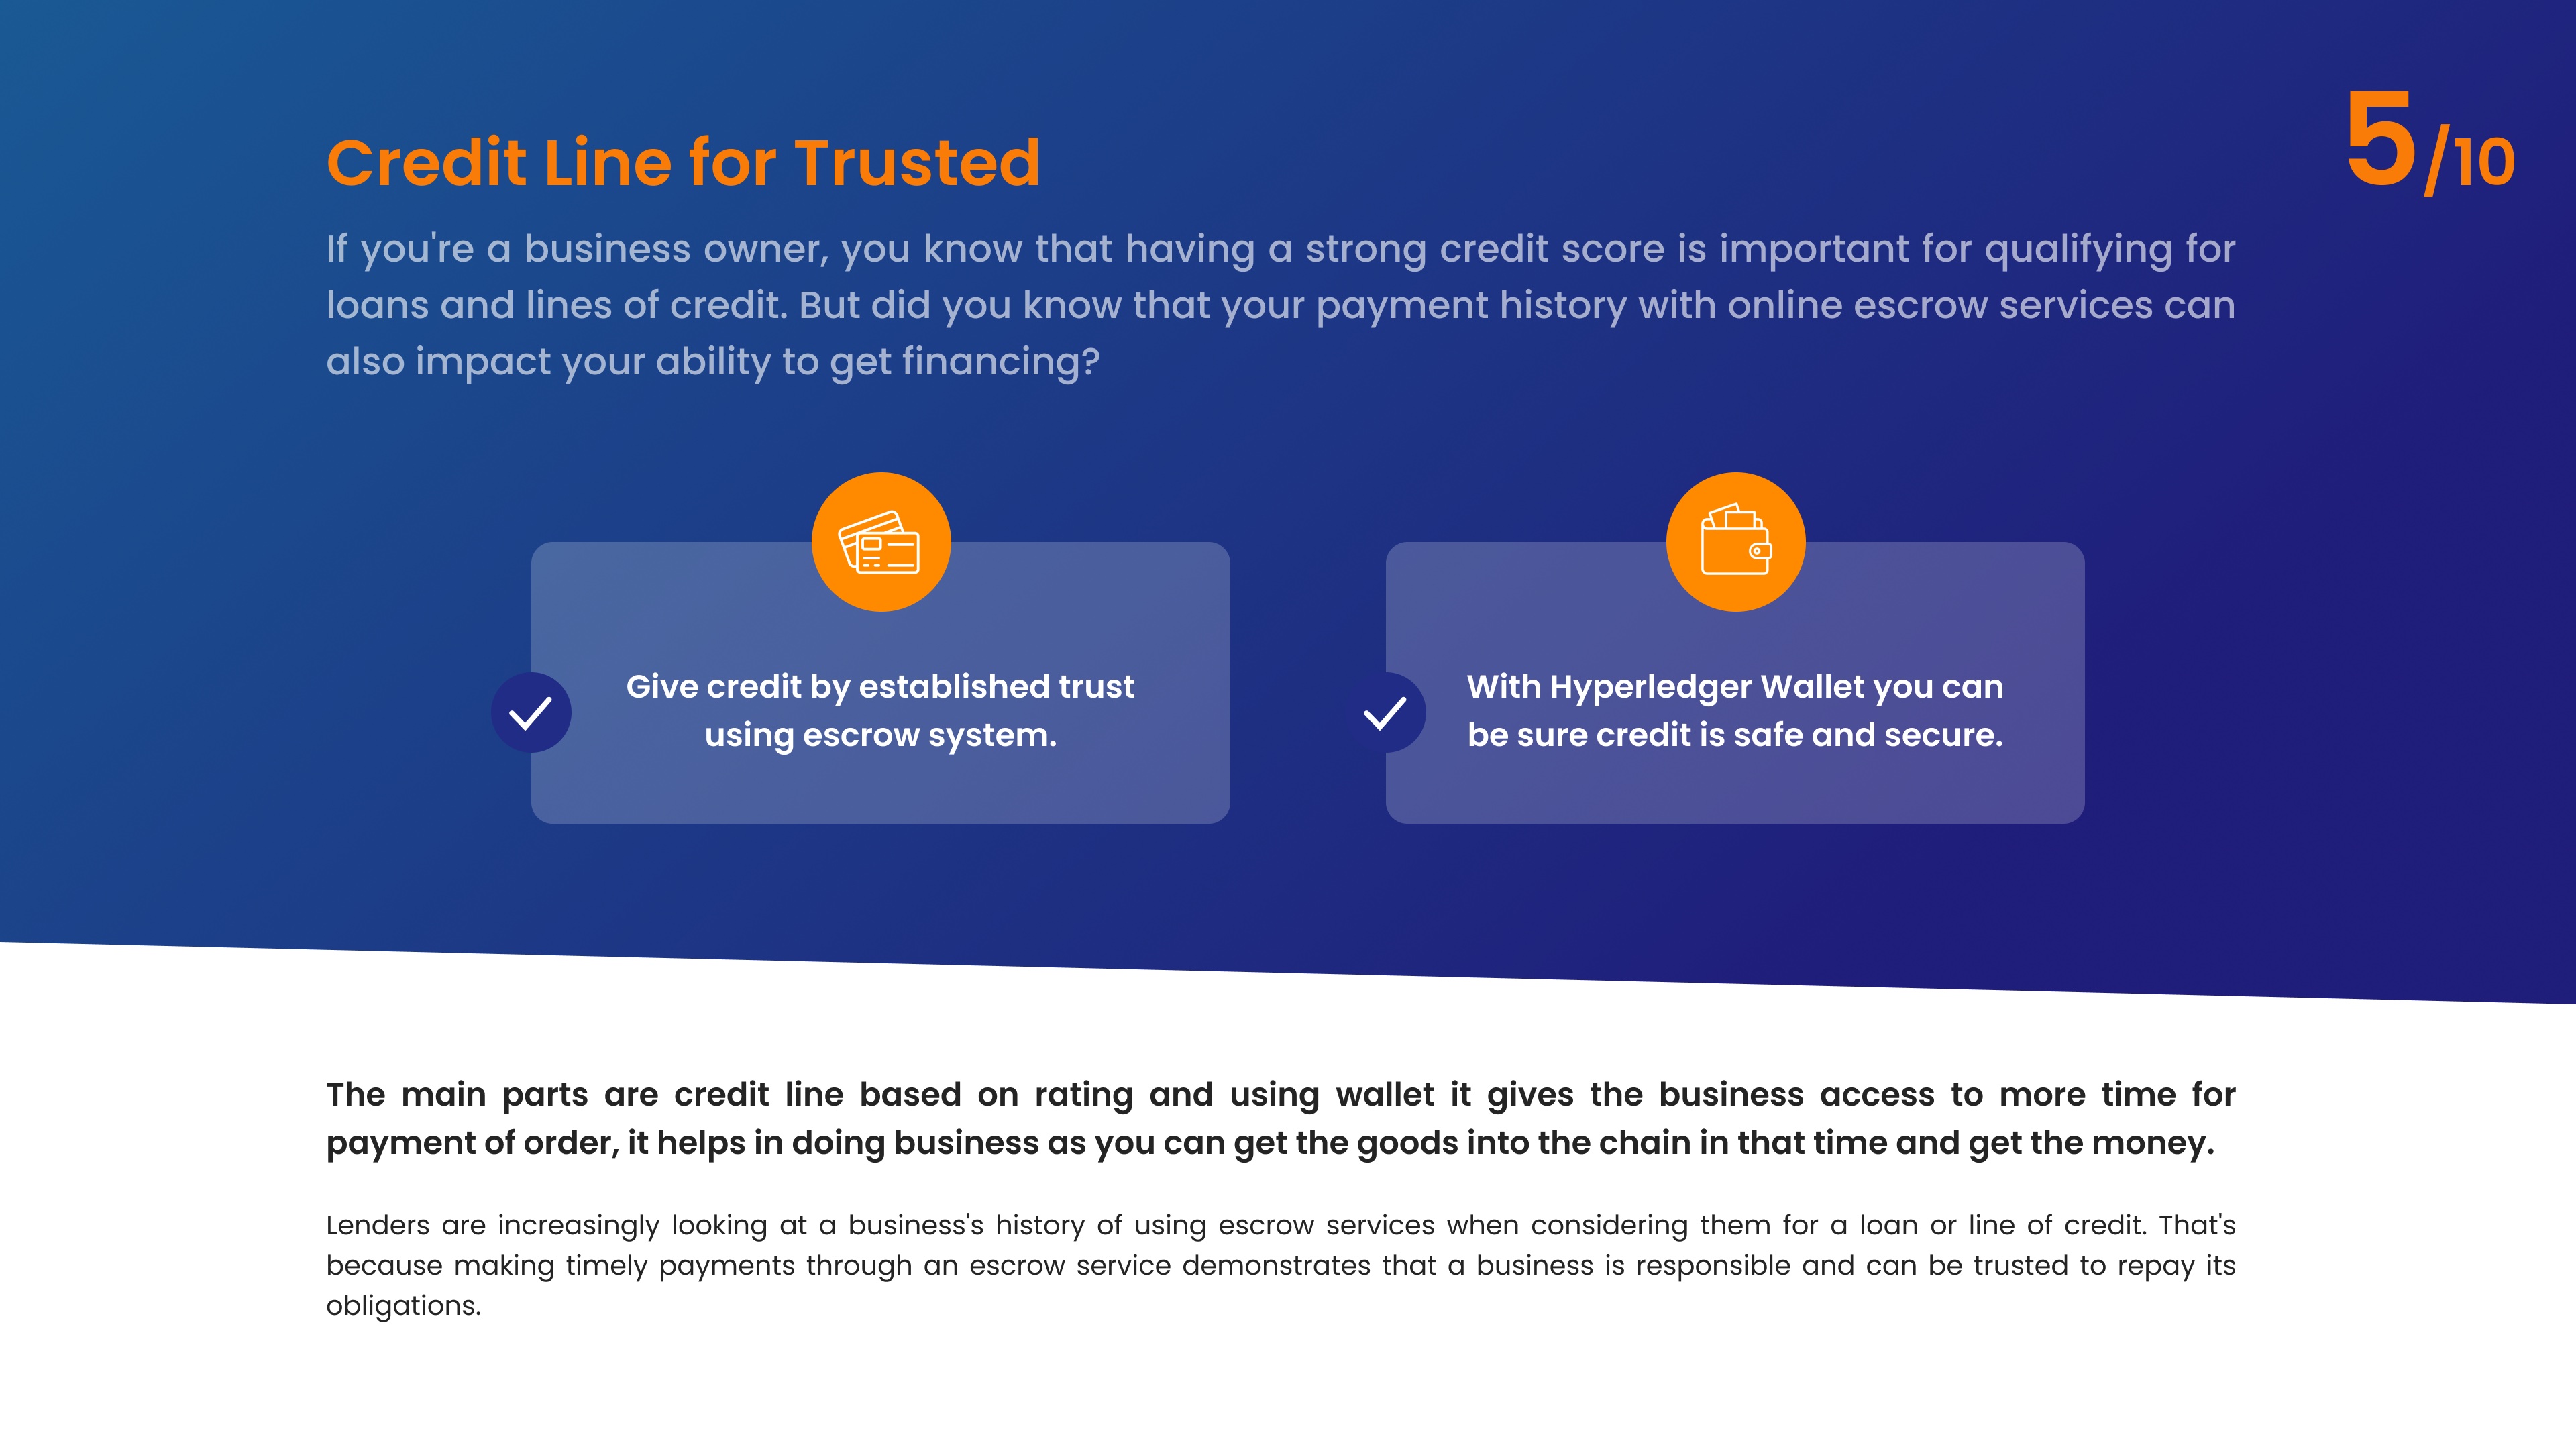 Credit Line for Trusted
5/10
If you're a business owner, you know that having a strong credit score is important for qualifying for
loans and lines of credit. But did you know that your payment history with online escrow services can
also impact your ability to get financing?
Give credit by established trust
using escrow system.
With Hyperledger Wallet you can
be sure credit is safe and secure.
The main parts are credit line based on rating and using wallet it gives the business access to more time for
payment of order, it helps in doing business as you can get the goods into the chain in that time and get the money.
Lenders are increasingly looking at a business's history of using escrow services when considering them for a loan or line of credit. That's
because making timely payments through an escrow service demonstrates that a business is responsible and can be trusted to repay its
obligations.